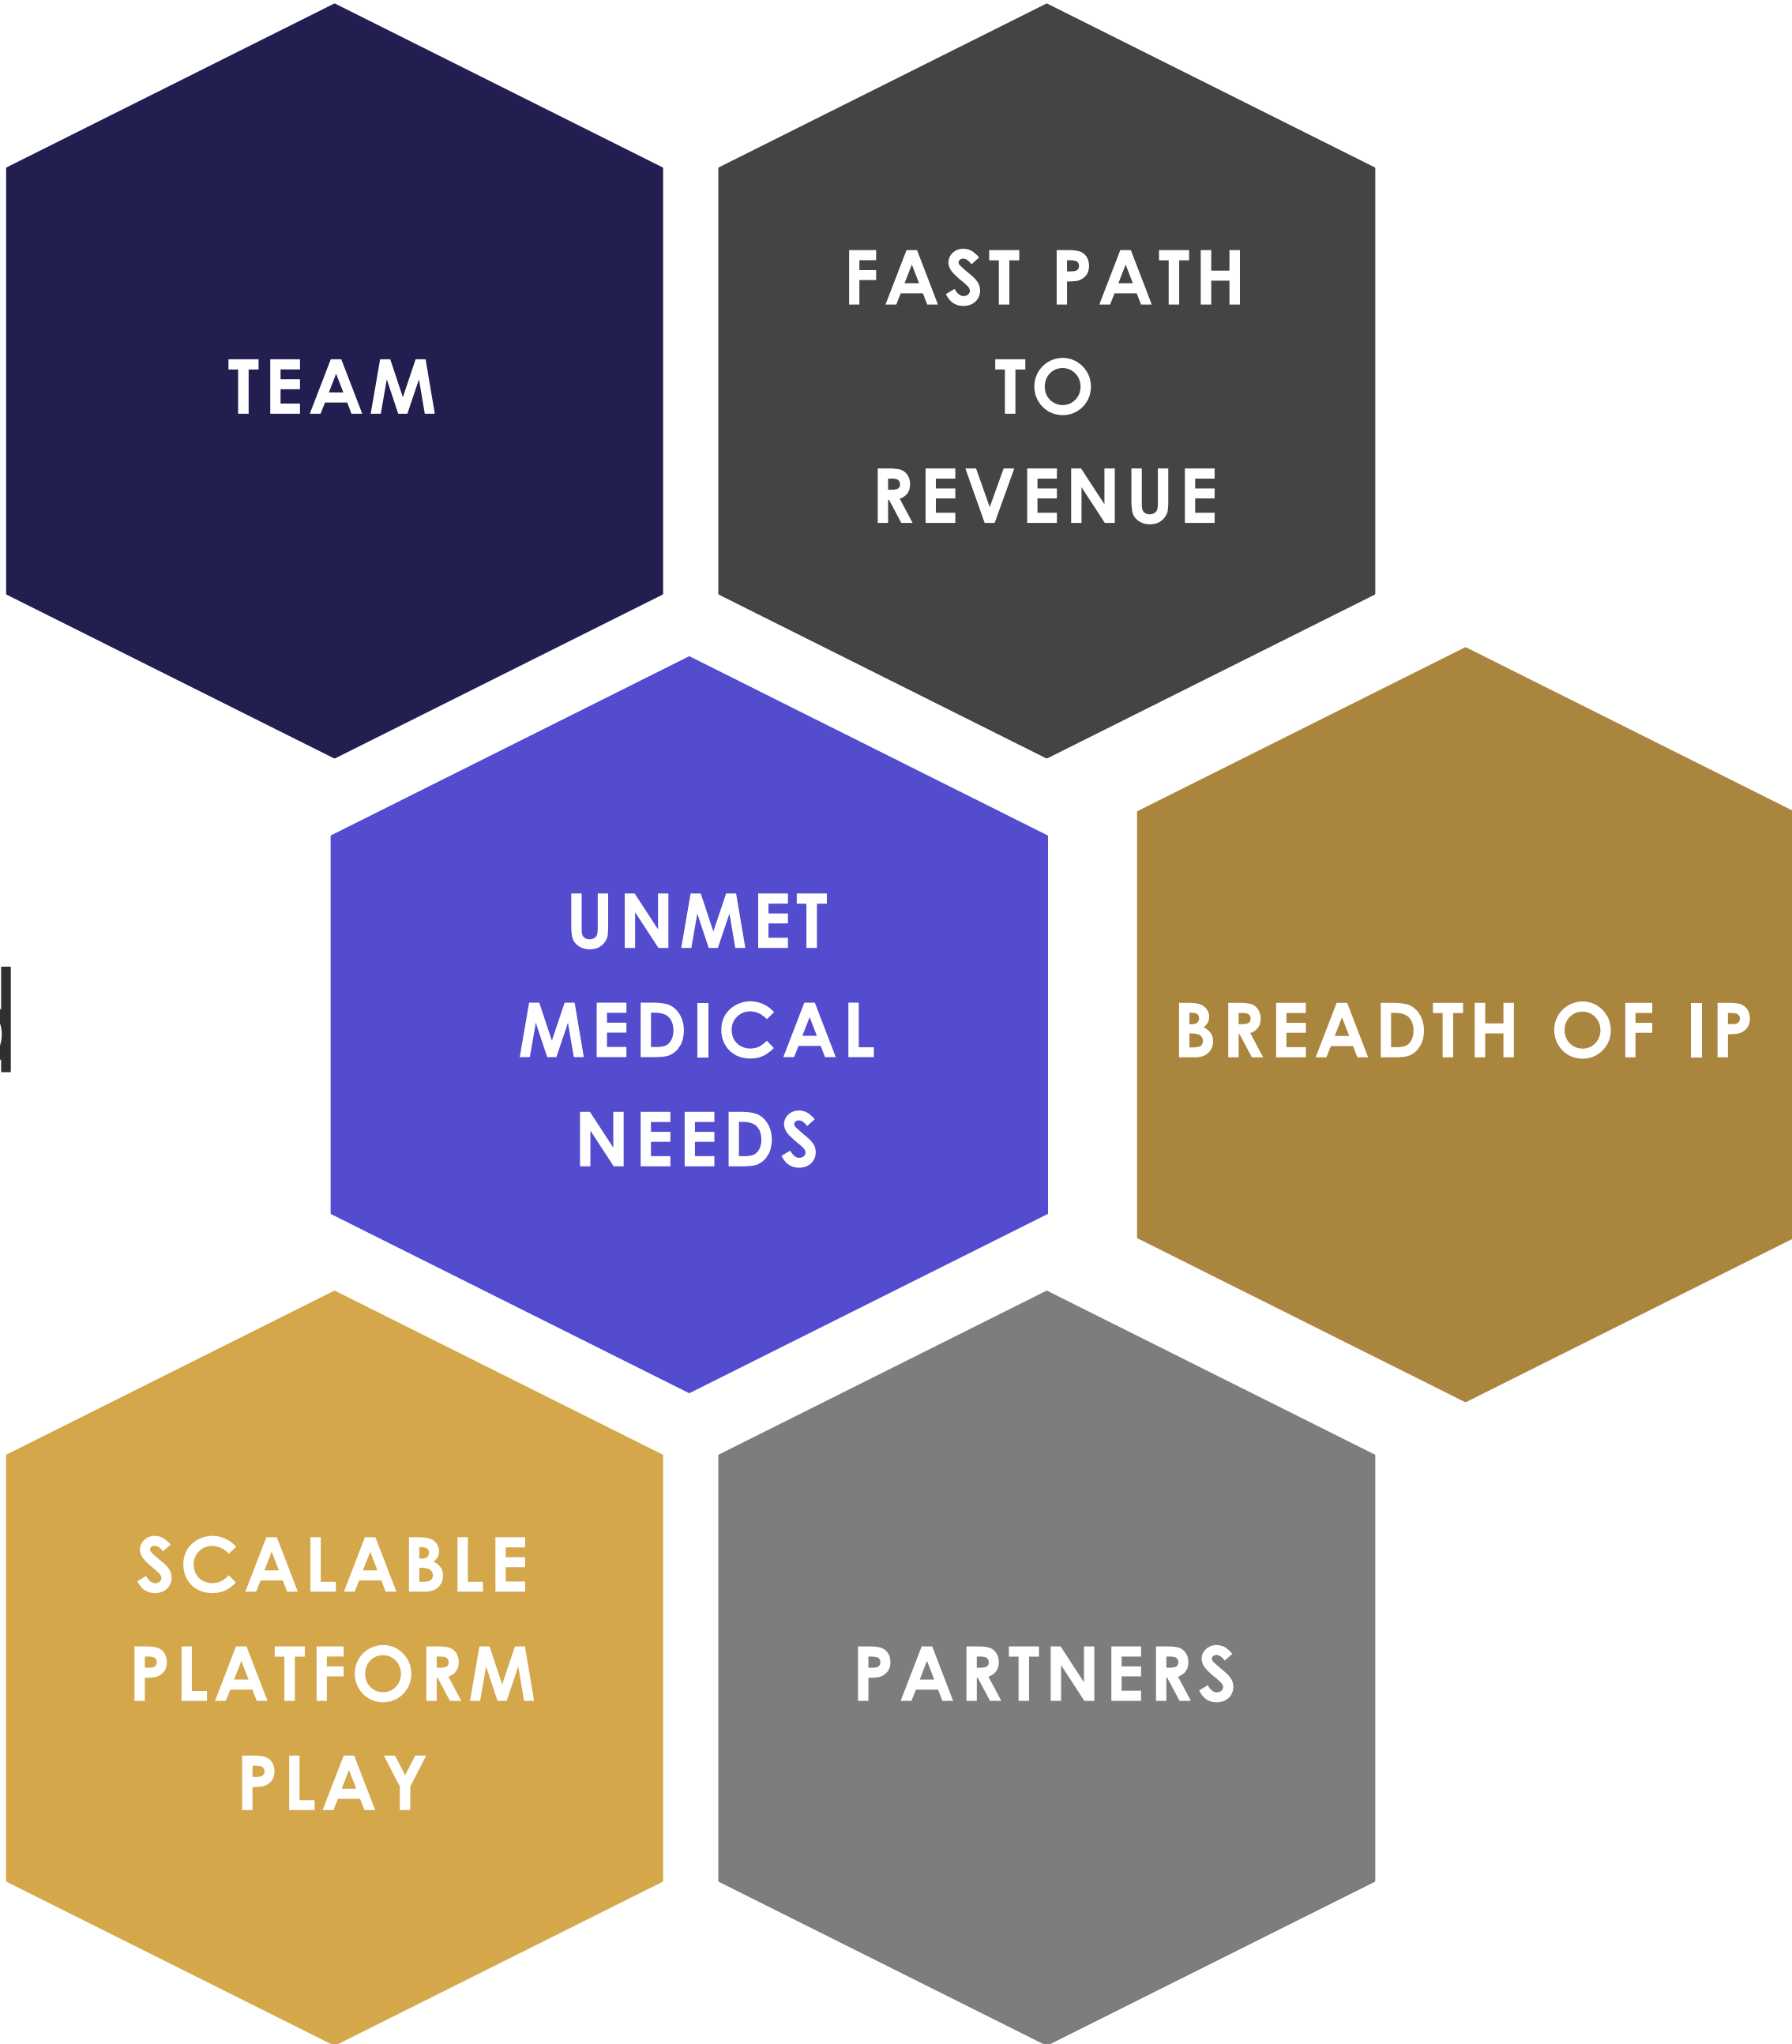 TEAM
FAST PATH
TO
REVENUE
UNMET
MEDICAL
NEEDS
BREADTH OF IP
SCALABLE
PLATFORM
PLAY
PARTNERS